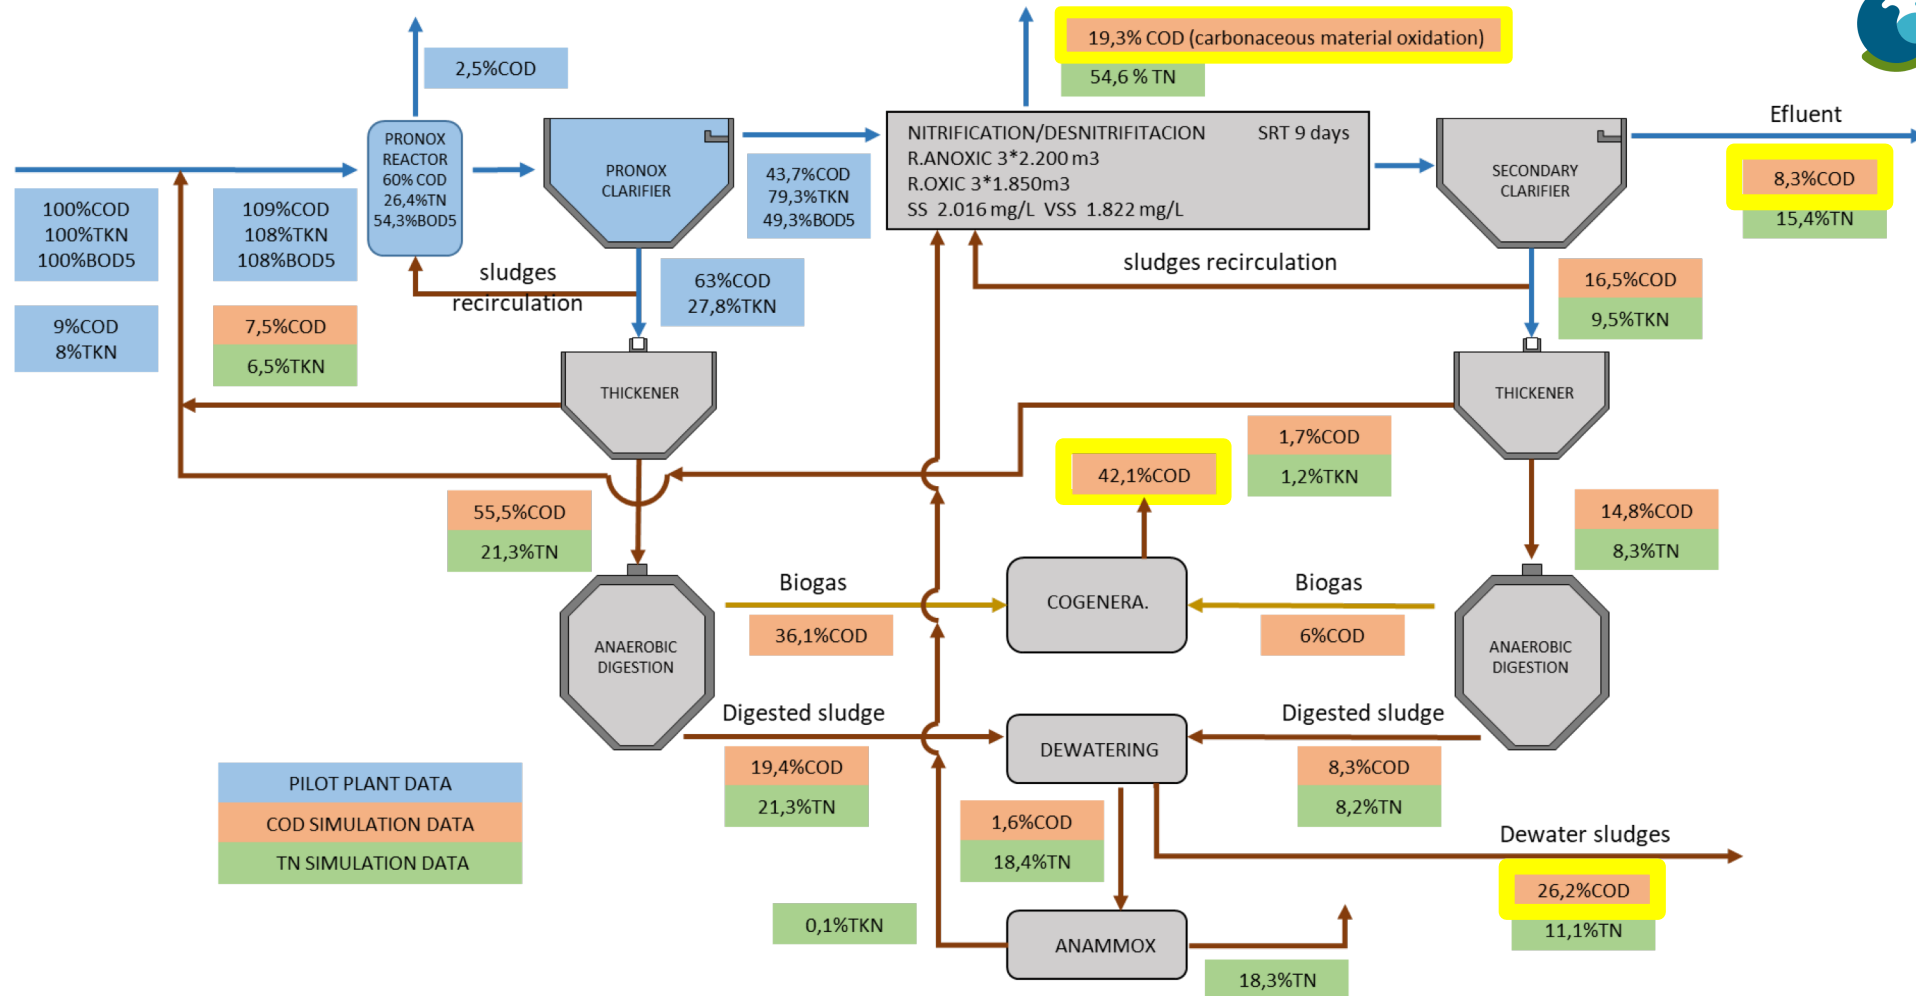 2,5%COD
19,3% COD (carbonaceous material oxidation)
54,6 % TN
Efluent
PRONOX
REACTOR
60% COD
26,4%TN
54,3%BOD5
PRONOX
CLARIFIER
43,7%COD
79,3%TKN
49,3%BOD5
NITRIFICATION/DESNITRIFITACION SRT 9 days
R.ANOXIC 3*2.200 m3
R.OXIC 3*1.850m3
SS 2.016 mg/L VSS 1.822 mg/L
SECONDARY
CLARIFIER
8,3%COD
15,4%TN
100%COD
100%TKN
100%BOD5
109%COD
108%TKN
108%BOD5
sludges
recirculation
63%COD
27,8%TKN
sludges recirculation
16,5%COD
9,5%TKN
9%COD
8%TKN
7,5%COD
6,5%TKN
THICKENER
THICKENER
1,7%COD
1,2%TKN
42,1%COD
55,5%COD
21,3%TN
14,8%COD
8,3%TN
Biogas
36,1%COD
COGENERA.
Biogas
6%COD
ANAEROBIC
DIGESTION
ANAEROBIC
DIGESTION
Digested sludge
19,4%COD
21,3%TN
DEWATERING
Digested sludge
8,3%COD
8,2%TN
PILOT PLANT DATA
COD SIMULATION DATA
TN SIMULATION DATA
1,6%COD
18,4%TN
Dewater sludges
26,2%COD
11,1%TN
0,1%TKN
ANAMMOX
18,3%TN